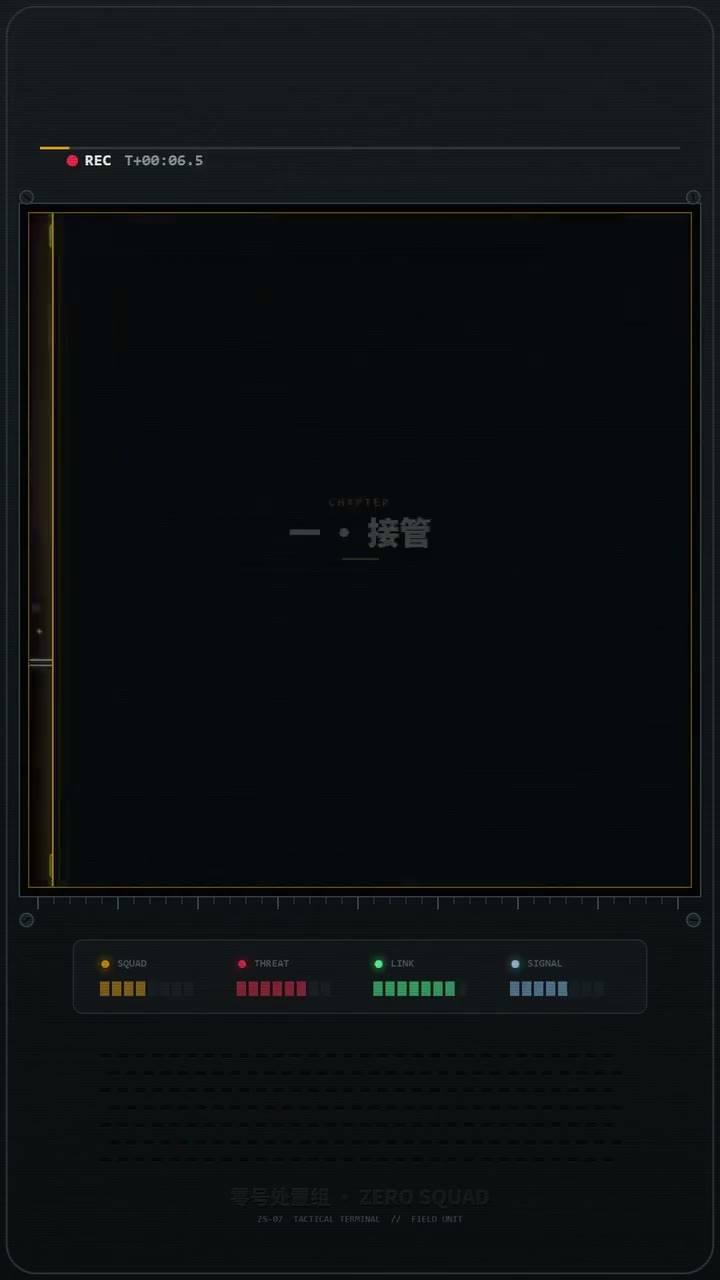 REC T+00:06.5
CHAPTER
一 · 接管
SQUAD THREAT LINK SIGNAL
零号处置组 · ZERO SQUAD
ZS-07 TACTICAL TERMINAL // FIELD UNIT